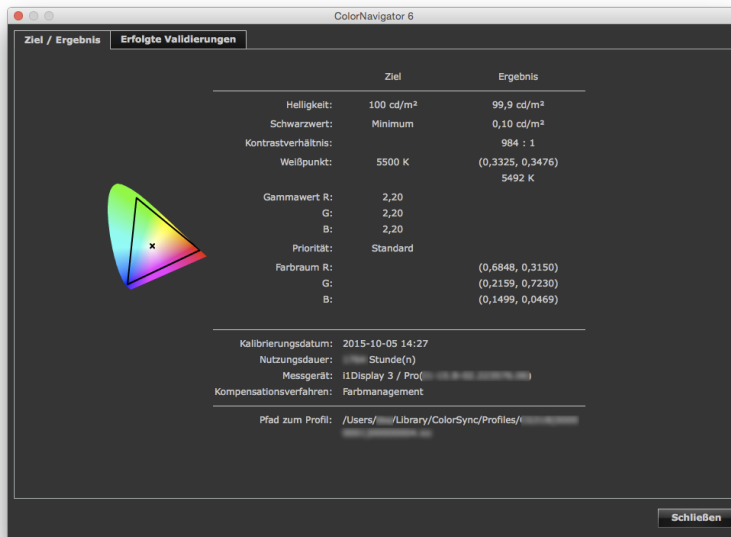 ColorNavigator 6
Ziel / Ergebnis Erfolgte Validierungen
Ziel Ergebnis
Helligkeit: 100 cd/m² 99,9 cd/m²
Schwarzwert: Minimum 0,10 cd/m²
Kontrastverhältnis: 984 : 1
Weißpunkt: 5500 K (0,3325, 0,3476)
5492 K
Gammawert R: 2,20
G: 2,20
B: 2,20
Priorität: Standard
Farbraum R: (0,6848, 0,3150)
G: (0,2159, 0,7230)
B: (0,1499, 0,0469)
Kalibrierungsdatum: 2015-10-05 14:27
Nutzungsdauer: Stunde(n)
Messgerät: i1Display 3 / Pro( )
Kompensationsverfahren: Farbmanagement
Pfad zum Profil: /Users/ /Library/ColorSync/Profiles/
Schließen